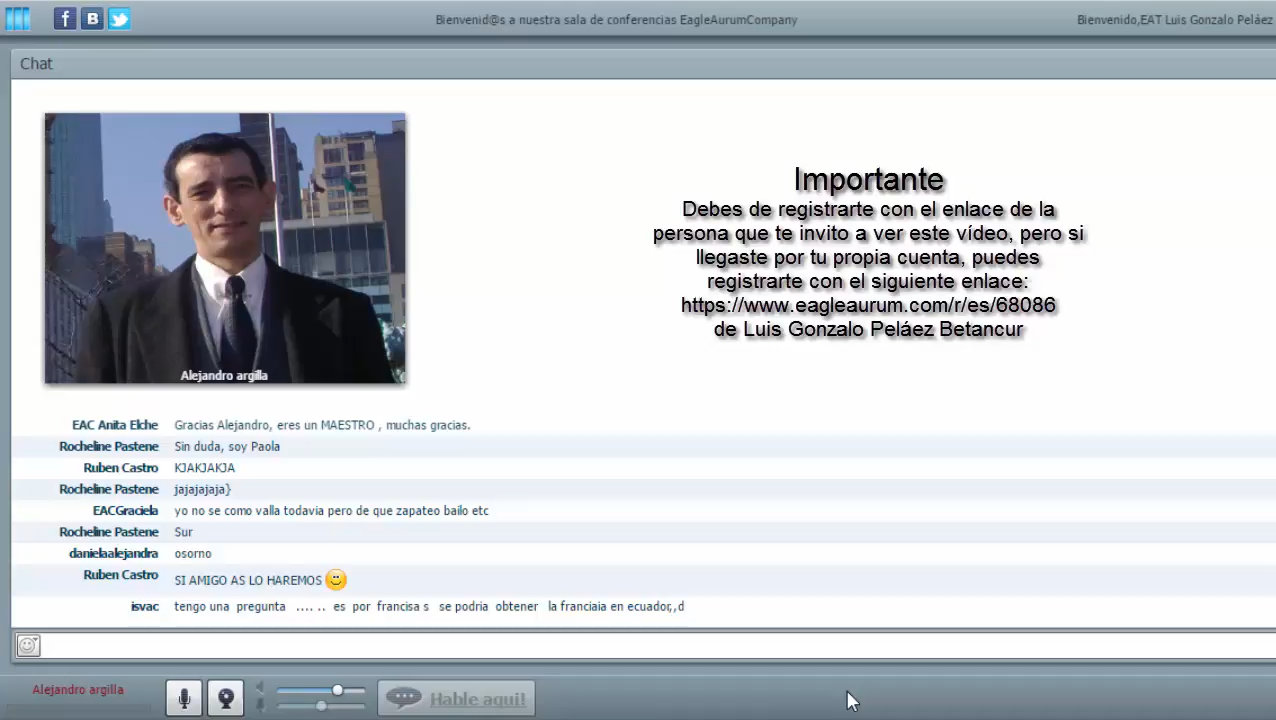 Bienvenid@s a nuestra sala de conferencias EagleAurumCompany
Bienvenido,EAT Luis Gonzalo Peláez
Chat
Importante
Debes de registrarte con el enlace de la
persona que te invito a ver este vídeo, pero si
llegaste por tu propia cuenta, puedes
registrarte con el siguiente enlace:
https://www.eagleaurum.com/r/es/68086
de Luis Gonzalo Peláez Betancur
Alejandro argilla
EAC Anita Elche Gracias Alejandro, eres un MAESTRO , muchas gracias.
Rocheline Pastene Sin duda, soy Paola
Ruben Castro KJAKJAKJA
Rocheline Pastene jajajajaja}
EACGraciela yo no se como valla todavia pero de que zapateo bailo etc
Rocheline Pastene Sur
danielaalejandra osorno
Ruben Castro SI AMIGO AS LO HAREMOS
isvac tengo una pregunta .... .. es por francisa s se podria obtener la franciaia en ecuador,,d
Alejandro argilla
Hable aqui!